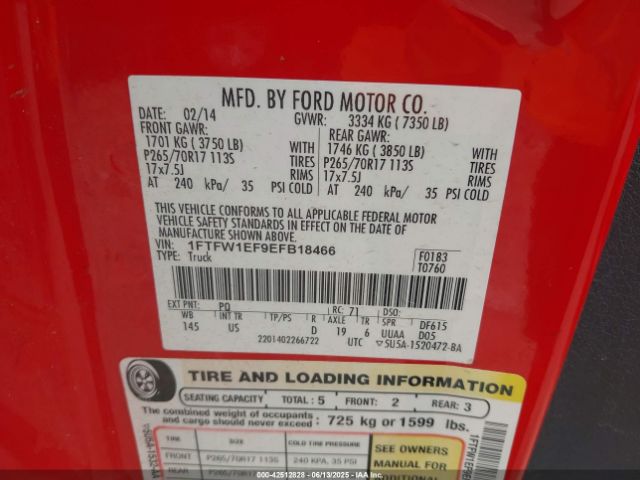 MFD. BY FORD MOTOR CO.
DATE: 02/14 GVWR: 3334 KG ( 7350 LB)
FRONT GAWR: REAR GAWR:
1701 KG ( 3750 LB) WITH 1746 KG ( 3850 LB) WITH
P265/70R17 113S TIRES P265/70R17 113S TIRES
17x7.5J RIMS 17x7.5J RIMS
AT 240 kPa/ 35 PSI COLD AT 240 kPa/ 35 PSI COLD
THIS VEHICLE CONFORMS TO ALL APPLICABLE FEDERAL MOTOR
VEHICLE SAFETY STANDARDS IN EFFECT ON THE DATE OF
MANUFACTURE SHOWN ABOVE.
VIN: 1FTFW1EF9EFB18466 F0183
TYPE: Truck T0760
EXT PNT: PQ RC: 71 DSO:
WB INT TR TP/PS R AXLE TR SPR DF615
145 US D 19 6 UUAA D05
2201402266722 UTC ▽5U5A-1520472-BA
TIRE AND LOADING INFORMATION
SEATING CAPACITY TOTAL: 5 FRONT: 2 REAR: 3
The combined weight of occupants
and cargo should never exceed: 725 kg or 1599 lbs.
TIRE SIZE COLD TIRE PRESSURE SEE OWNERS
FRONT P265/70R17 113S 240 KPA, 35 PSI MANUAL FOR
REAR P265/70R17 113S ADDITIONAL
© 42512828 - 06/13/2025 - IAAI.com